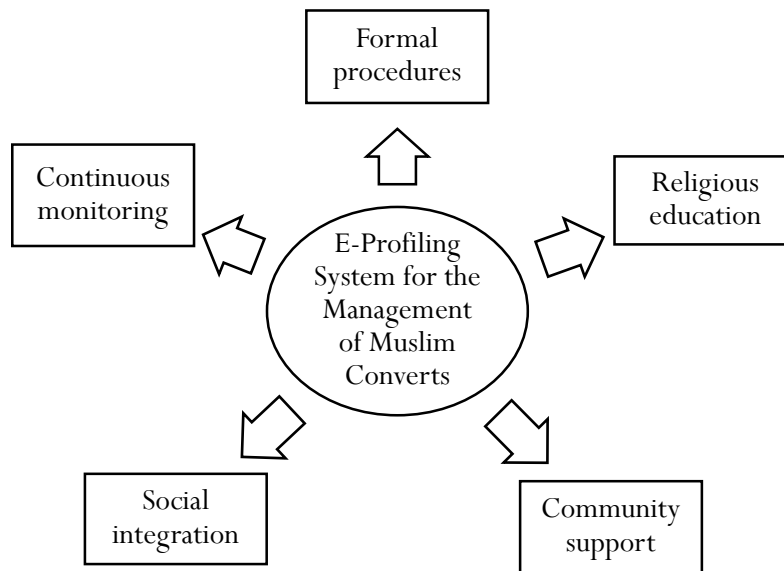 Formal
procedures
Continuous
monitoring
Religious
education
E-Profiling
System for the
Management
of Muslim
Converts
Social
integration
Community
support